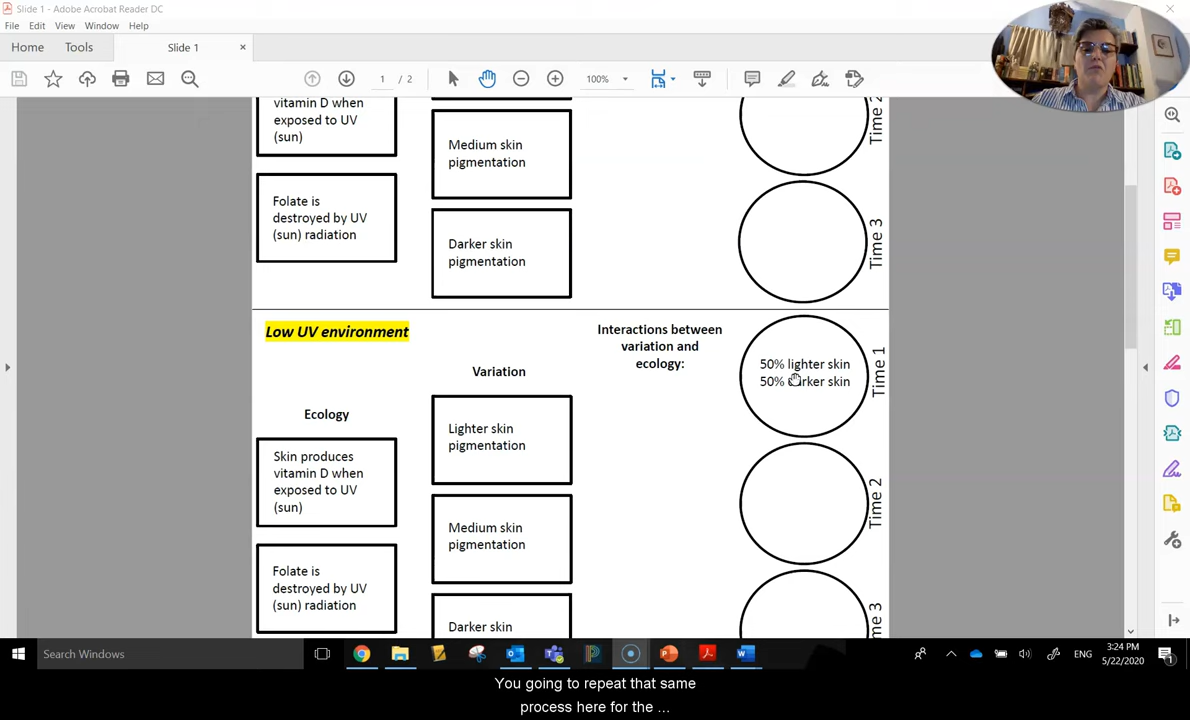 Slide 1 - Adobe Acrobat Reader DC
File Edit View Window Help
Home Tools Slide 1 ×
1 / 2 100%
vitamin D when
exposed to UV
(sun)
Medium skin
pigmentation
Time 2
Folate is
destroyed by UV
(sun) radiation
Darker skin
pigmentation
Time 3
Low UV environment
Interactions between
variation and
ecology:
50% lighter skin
50% darker skin
Time 1
Variation
Ecology
Lighter skin
pigmentation
Skin produces
vitamin D when
exposed to UV
(sun)
Medium skin
pigmentation
Time 2
Folate is
destroyed by UV
(sun) radiation
Darker skin
me 3
Search Windows
ENG
3:24 PM
5/22/2020
1
You going to repeat that same
process here for the ...